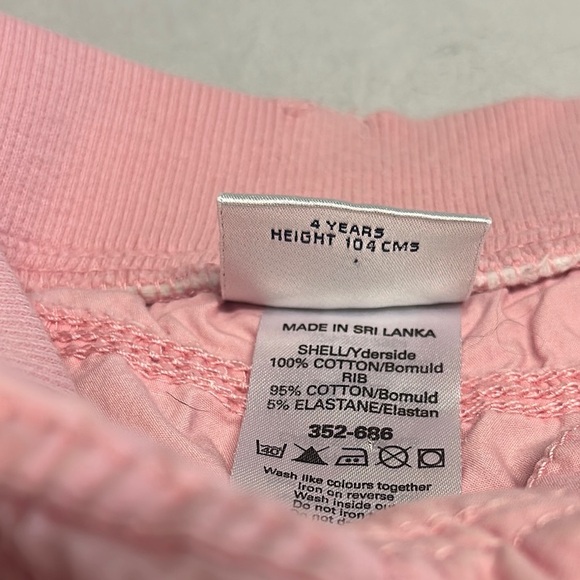 4 YEARS
HEIGHT 104 CMS
MADE IN SRI LANKA
SHELL/Yderside
100% COTTON/Bomuld
RIB
95% COTTON/Bomuld
5% ELASTANE/Elastan
352-686
40
Wash like colours together
Iron on reverse
Wash inside
Do not iron